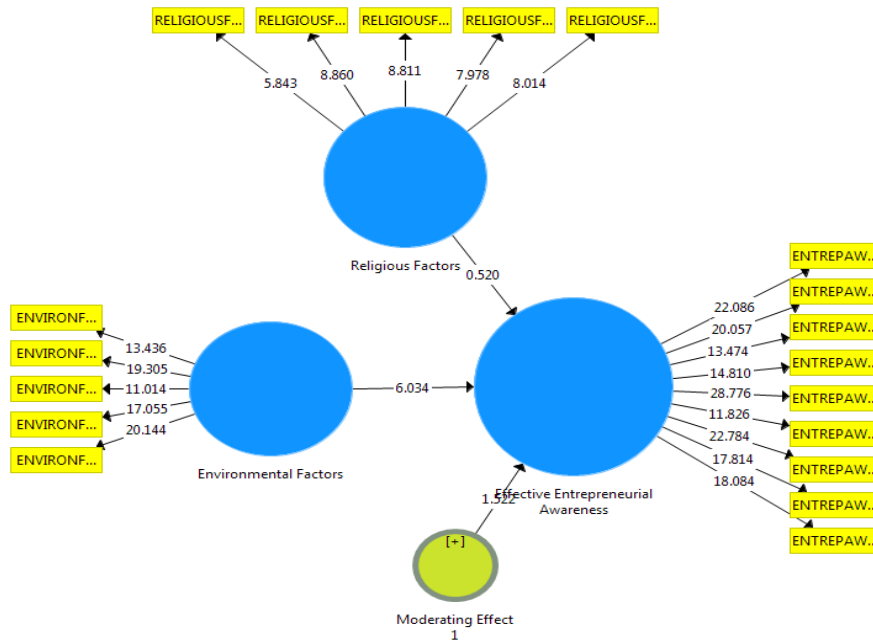 RELIGIOUSF... RELIGIOUSF... RELIGIOUSF... RELIGIOUSF... RELIGIOUSF...
5.843
8.860
8.811
7.978
8.014
Religious Factors
0.520
ENVIRONF...
ENVIRONF...
ENVIRONF...
ENVIRONF...
ENVIRONF...
13.436
19.305
11.014
17.055
20.144
Environmental Factors
6.034
Effective Entrepreneurial
Awareness
22.086
20.057
13.474
14.810
28.776
11.826
22.784
17.814
18.084
ENTREPAW..
ENTREPAW..
ENTREPAW..
ENTREPAW..
ENTREPAW..
ENTREPAW..
ENTREPAW..
ENTREPAW..
ENTREPAW..
1.522
[+]
Moderating Effect
1